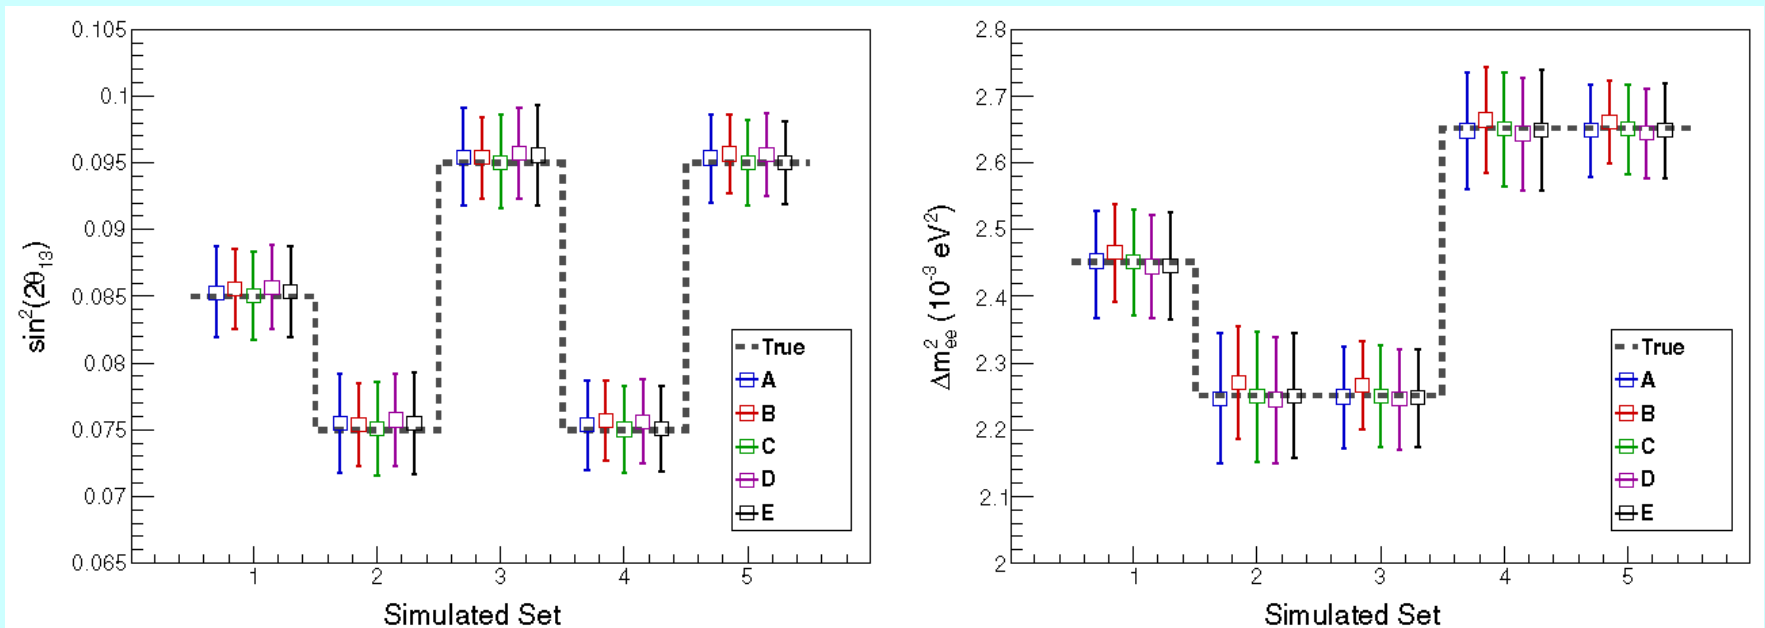 0.105
0.1
0.095
0.09
0.085
0.08
0.075
0.07
0.065
sin²(2θ₁₃)
1 2 3 4 5
Simulated Set
True
A
B
C
D
E
2.8
2.7
2.6
2.5
2.4
2.3
2.2
2.1
2
Δm²ₑₑ (10⁻³ eV²)
1 2 3 4 5
Simulated Set
True
A
B
C
D
E